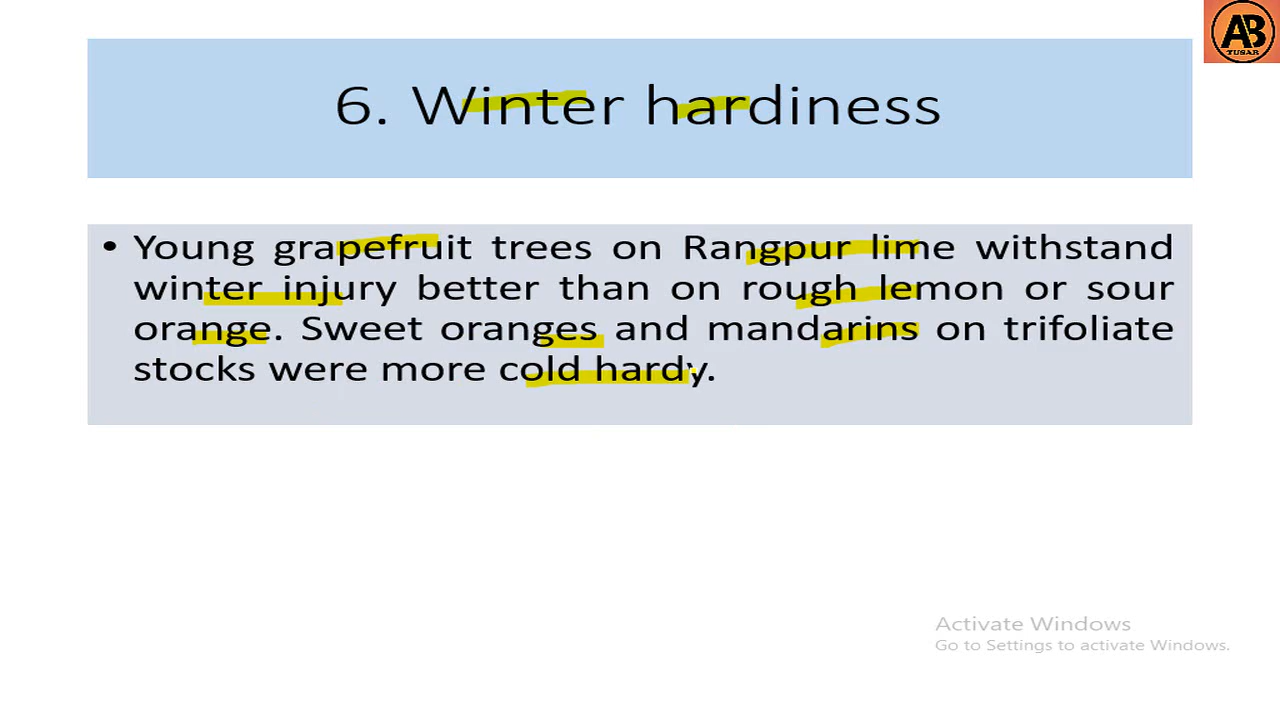 AB
TUSAR
6. Winter hardiness
• Young grapefruit trees on Rangpur lime withstand
winter injury better than on rough lemon or sour
orange. Sweet oranges and mandarins on trifoliate
stocks were more cold hardy.
Activate Windows
Go to Settings to activate Windows.